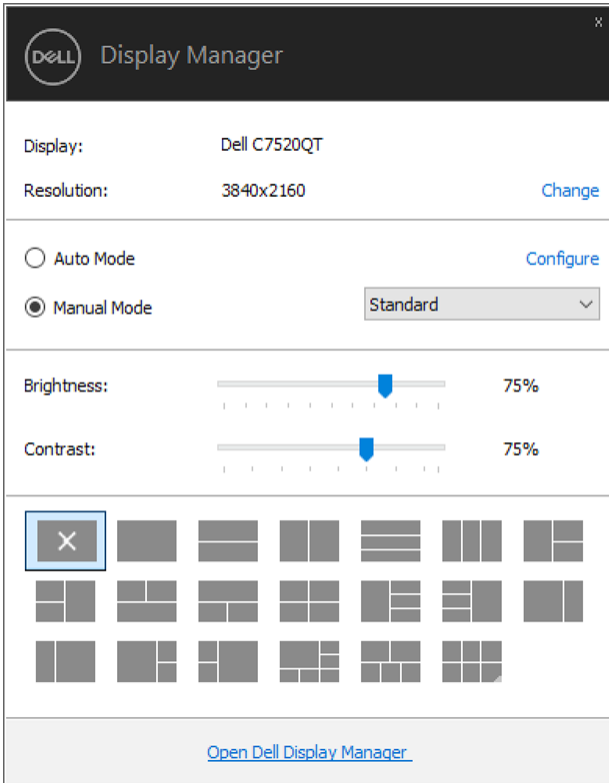 x
DELL Display Manager
Display: Dell C7520QT
Resolution: 3840x2160 Change
Auto Mode Configure
Manual Mode Standard
Brightness: 75%
Contrast: 75%
Open Dell Display Manager